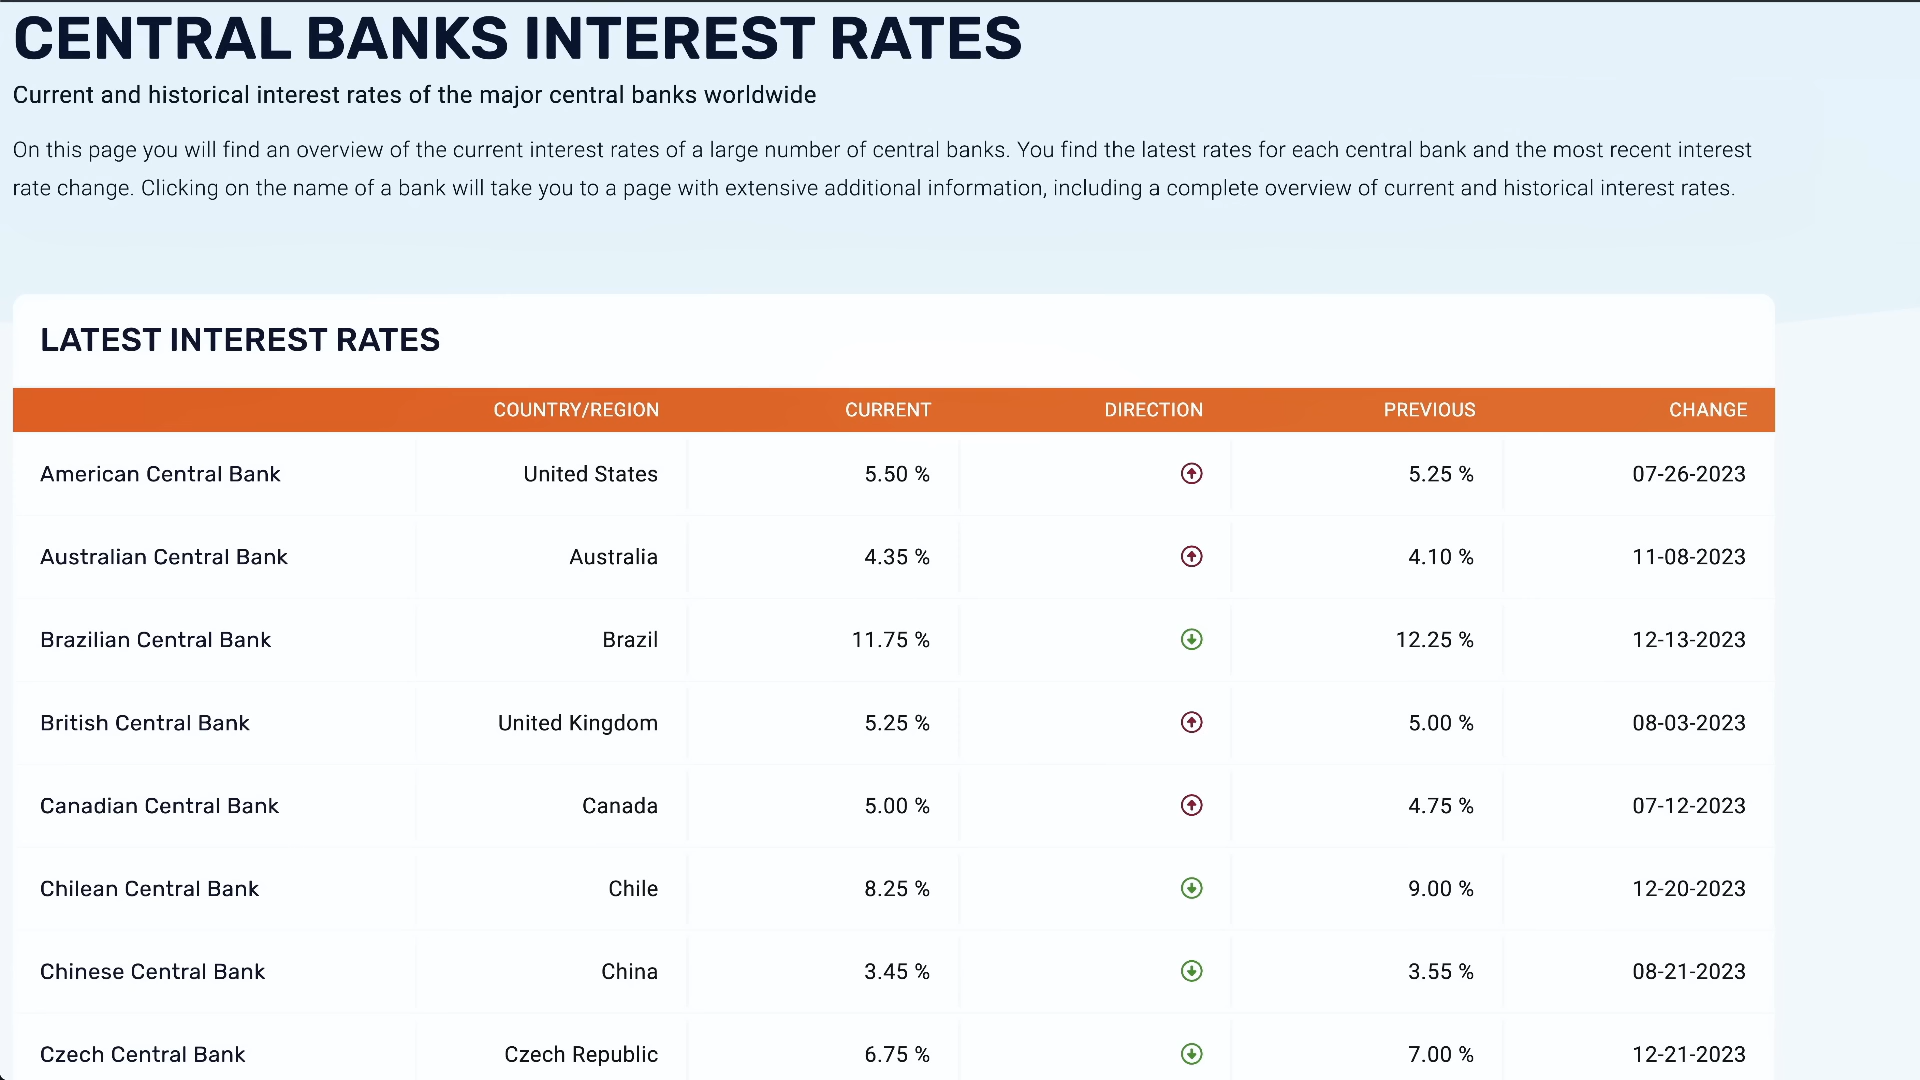 CENTRAL BANKS INTEREST RATES
Current and historical interest rates of the major central banks worldwide
On this page you will find an overview of the current interest rates of a large number of central banks. You find the latest rates for each central bank and the most recent interest
rate change. Clicking on the name of a bank will take you to a page with extensive additional information, including a complete overview of current and historical interest rates.
LATEST INTEREST RATES
COUNTRY/REGION CURRENT DIRECTION PREVIOUS CHANGE
American Central Bank United States 5.50 % 5.25 % 07-26-2023
Australian Central Bank Australia 4.35 % 4.10 % 11-08-2023
Brazilian Central Bank Brazil 11.75 % 12.25 % 12-13-2023
British Central Bank United Kingdom 5.25 % 5.00 % 08-03-2023
Canadian Central Bank Canada 5.00 % 4.75 % 07-12-2023
Chilean Central Bank Chile 8.25 % 9.00 % 12-20-2023
Chinese Central Bank China 3.45 % 3.55 % 08-21-2023
Czech Central Bank Czech Republic 6.75 % 7.00 % 12-21-2023